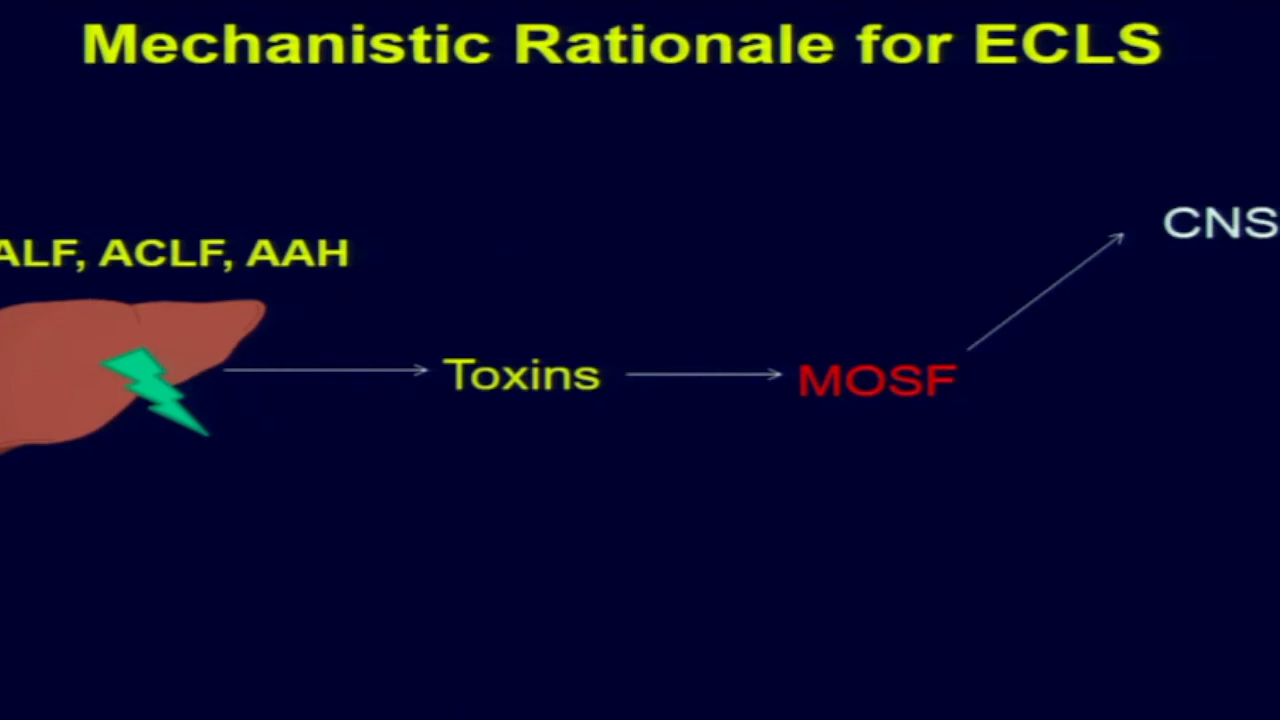 Mechanistic Rationale for ECLS
CNS
ALF, ACLF, AAH
Toxins
MOSF